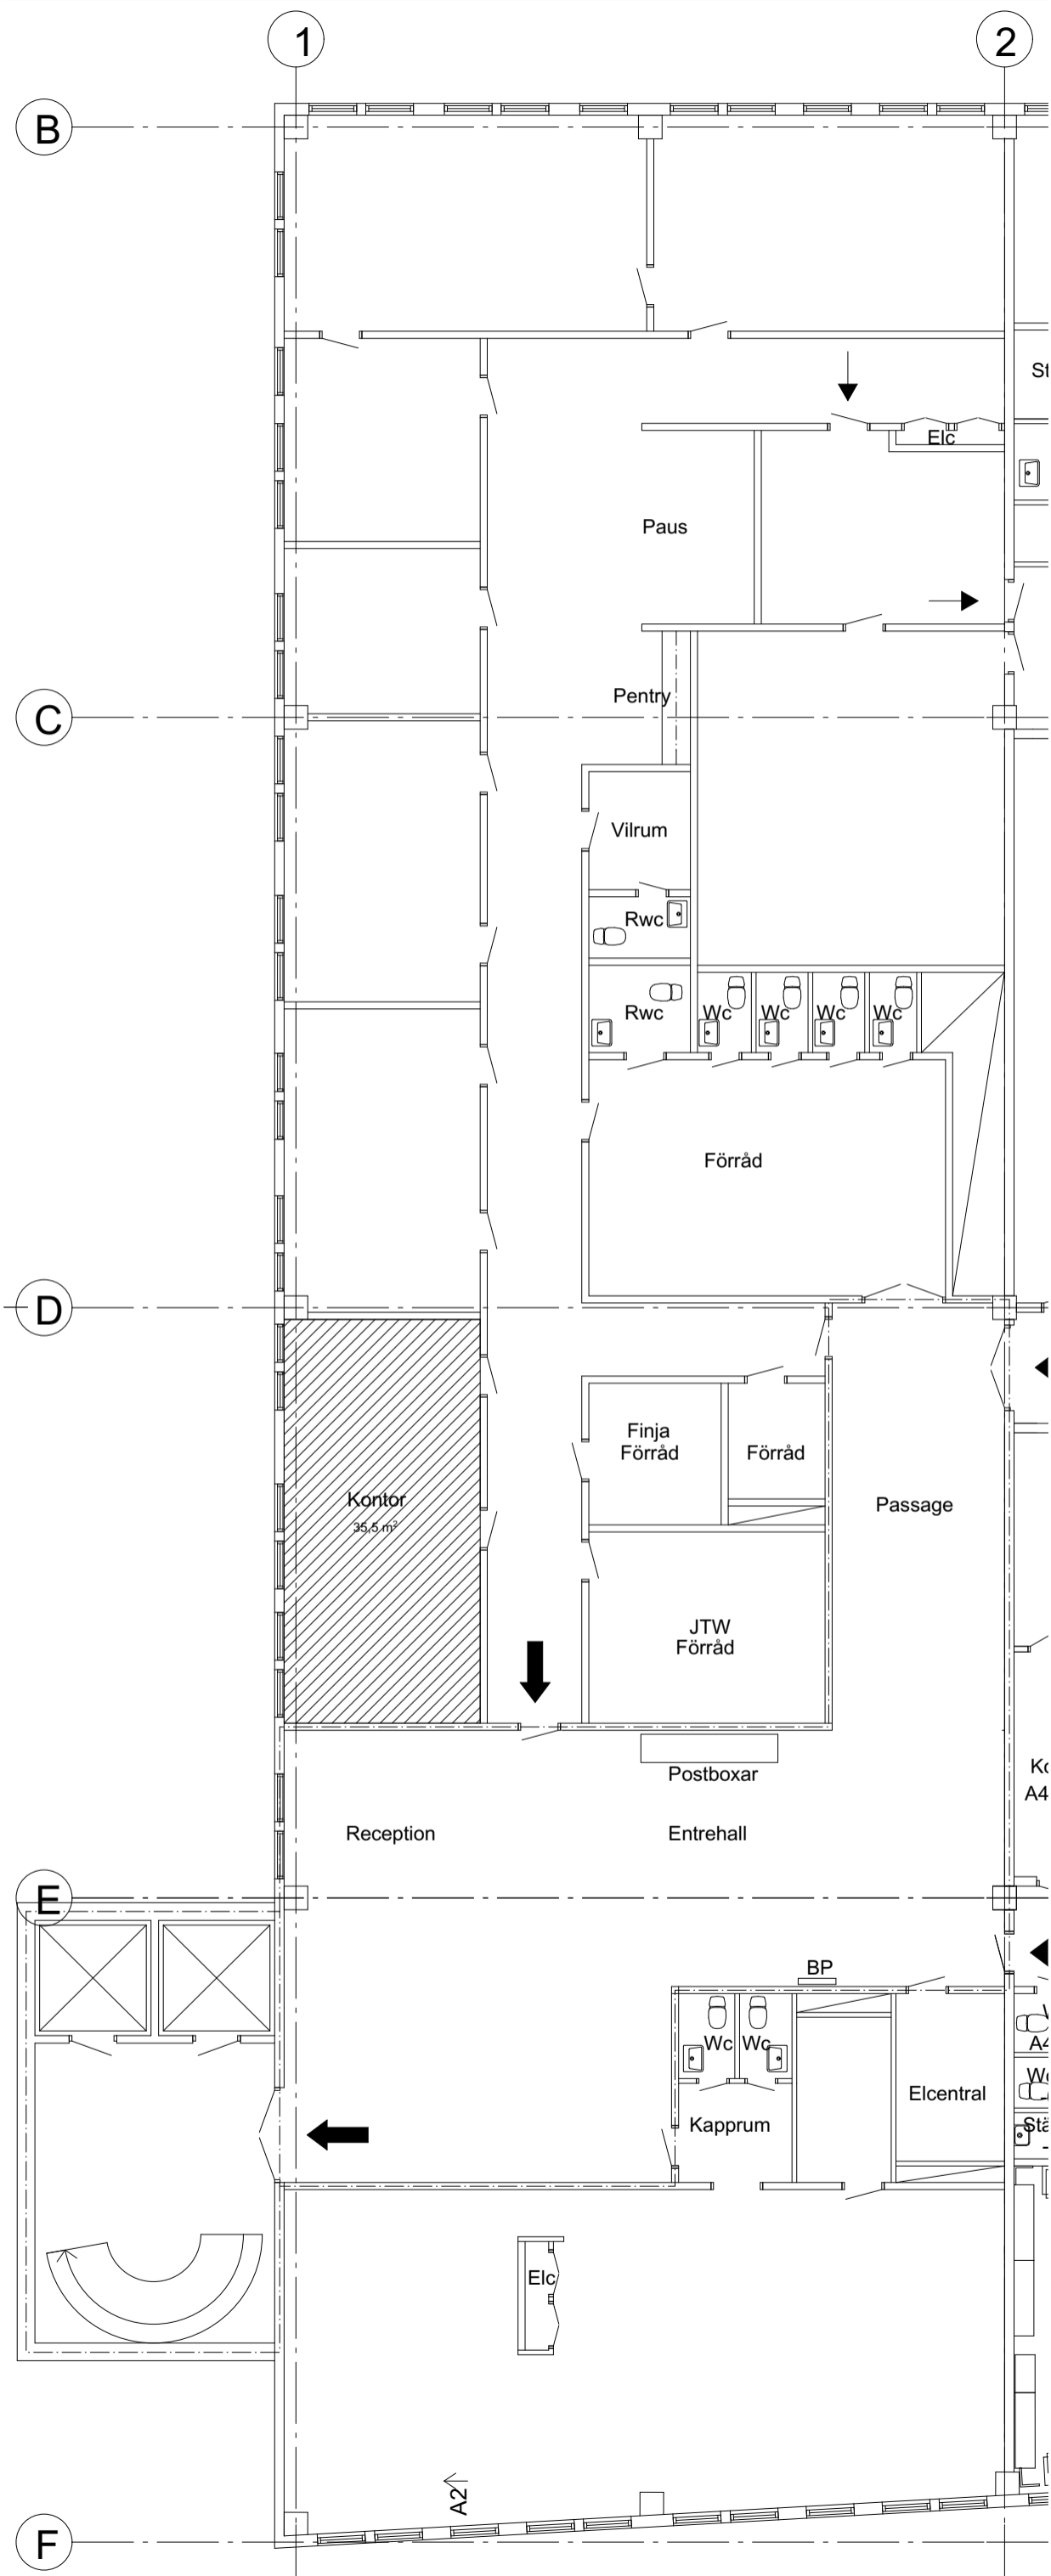 1
2
B
St
Elc
Paus
Pentry
C
Vilrum
Rwc
Rwc
Wc
Wc
Wc
Wc
Förråd
D
Finja
Förråd
Förråd
Kontor
35,5 m²
Passage
JTW
Förråd
Postboxar
Reception
Entrehall
E
BP
Wc
Wc
Kapprum
Elcentral
A4
Elc
A2
F